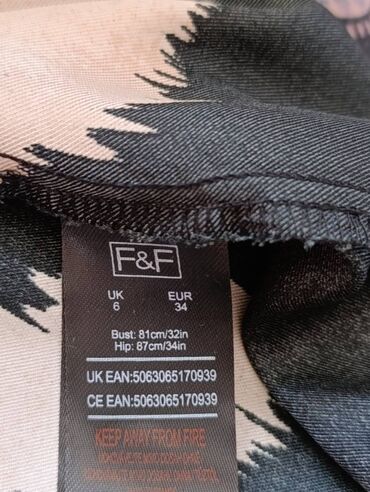 F&F
UK EUR
6 34
Bust: 81cm/32in
Hip: 87cm/34in
UK EAN:5063065170939
CE EAN:5063065170939
KEEP AWAY FROM FIRE